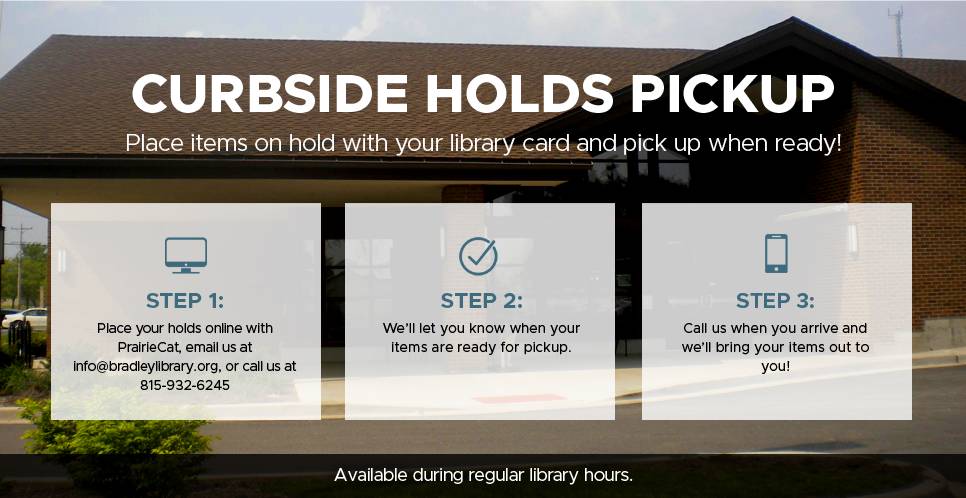 CURBSIDE HOLDS PICKUP
Place items on hold with your library card and pick up when ready!
STEP 1:
Place your holds online with
PrairieCat, email us at
info@bradleylibrary.org, or call us at
815-932-6245
STEP 2:
We'll let you know when your
items are ready for pickup.
STEP 3:
Call us when you arrive and
we'll bring your items out to
you!
Available during regular library hours.